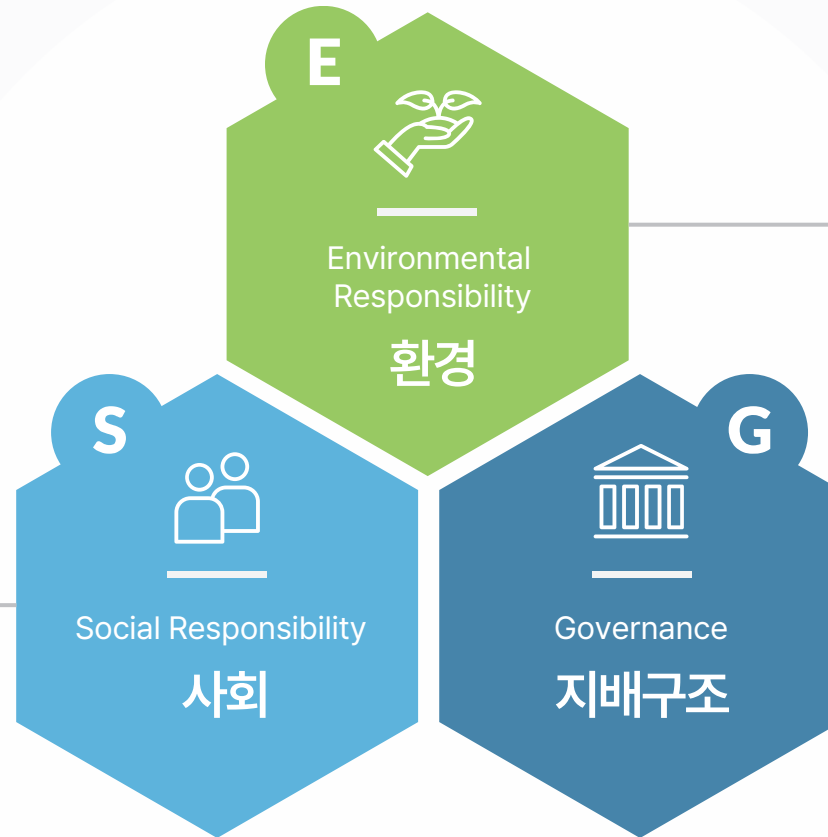 E
Environmental
Responsibility
환경
S
Social Responsibility
사회
G
Governance
지배구조